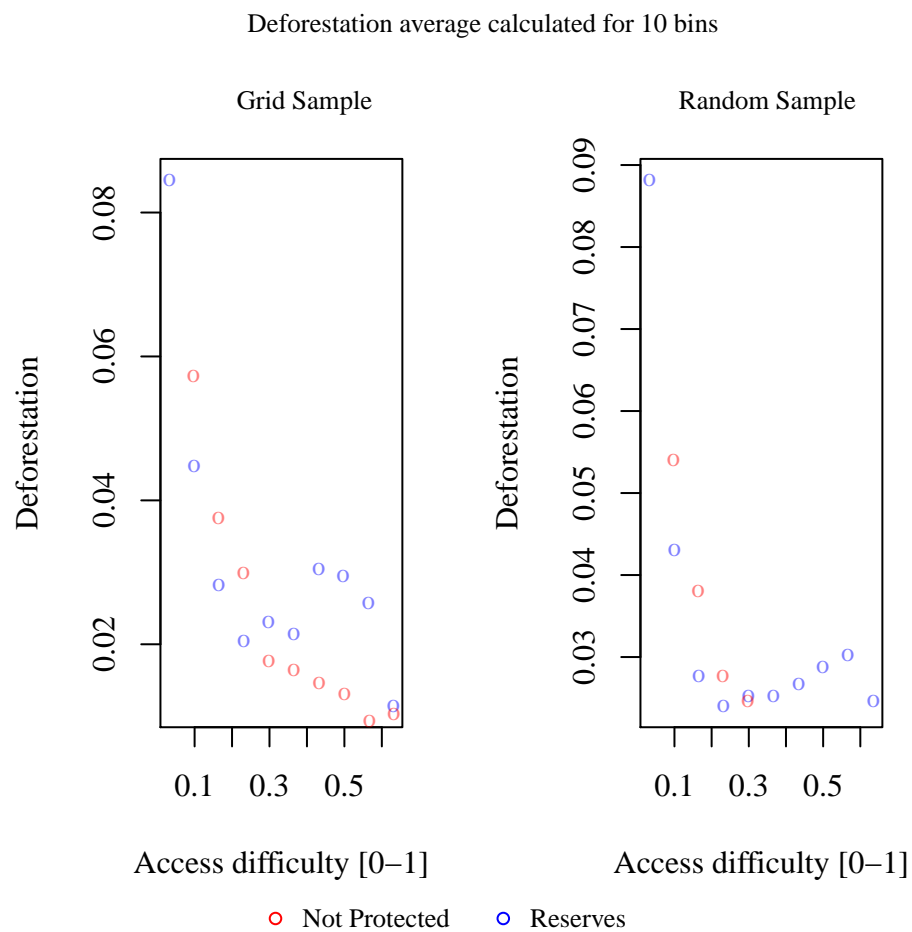 Deforestation average calculated for 10 bins
Grid Sample
Deforestation
0.08
0.06
0.04
0.02
0.1 0.3 0.5
Access difficulty [0–1]
Random Sample
Deforestation
0.09
0.08
0.07
0.06
0.05
0.04
0.03
0.1 0.3 0.5
Access difficulty [0–1]
Not Protected Reserves